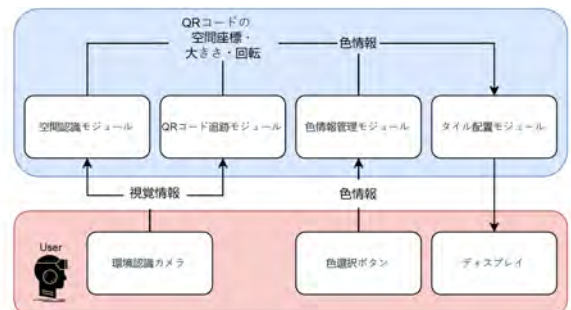 QRコードの
空間座標・
大きさ・回転
色情報
空間認識モジュール
QRコード追跡モジュール
色情報管理モジュール
タイル配置モジュール
視覚情報
色情報
User
環境認識カメラ
色選択ボタン
ディスプレイ